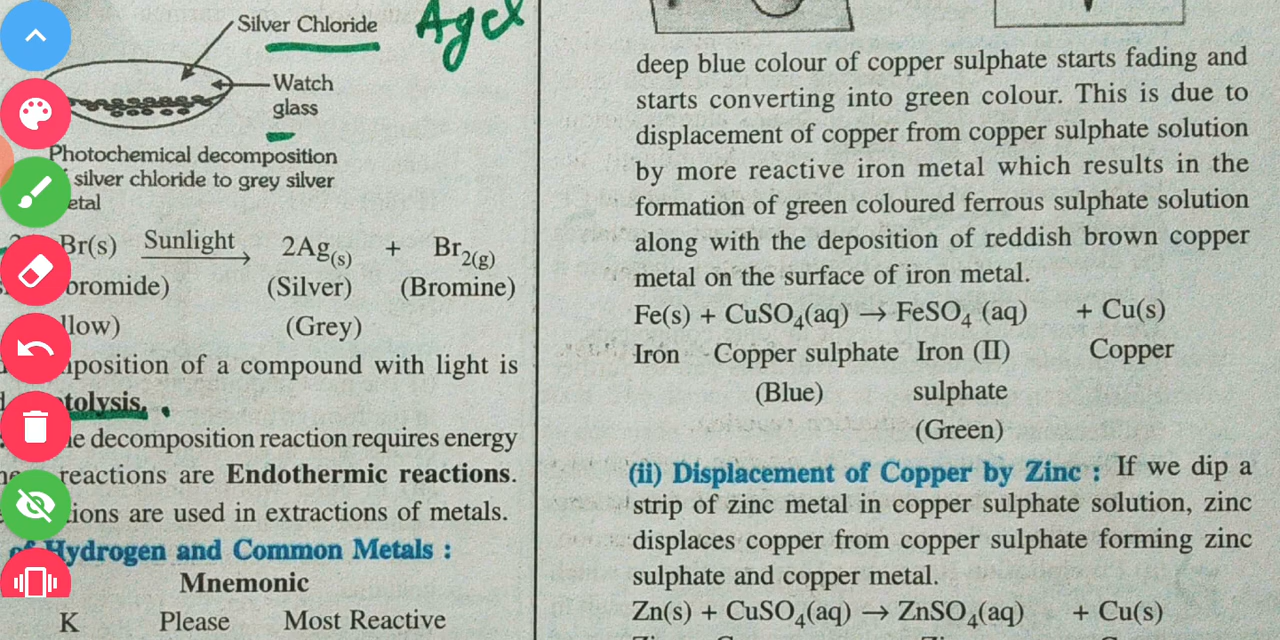 Silver Chloride
AgCl
Watch
glass
Photochemical decomposition
silver chloride to grey silver
etal
Br(s) Sunlight 2Ag(s) + Br2(g)
bromide) (Silver) (Bromine)
llow) (Grey)
position of a compound with light is
tolysis.
e decomposition reaction requires energy
reactions are Endothermic reactions.
ions are used in extractions of metals.
of Hydrogen and Common Metals :
Mnemonic
K Please Most Reactive
deep blue colour of copper sulphate starts fading and
starts converting into green colour. This is due to
displacement of copper from copper sulphate solution
by more reactive iron metal which results in the
formation of green coloured ferrous sulphate solution
along with the deposition of reddish brown copper
metal on the surface of iron metal.
Fe(s) + CuSO4(aq) → FeSO4 (aq) + Cu(s)
Iron Copper sulphate Iron (II) Copper
(Blue) sulphate
(Green)
(ii) Displacement of Copper by Zinc : If we dip a
strip of zinc metal in copper sulphate solution, zinc
displaces copper from copper sulphate forming zinc
sulphate and copper metal.
Zn(s) + CuSO4(aq) → ZnSO4(aq) + Cu(s)